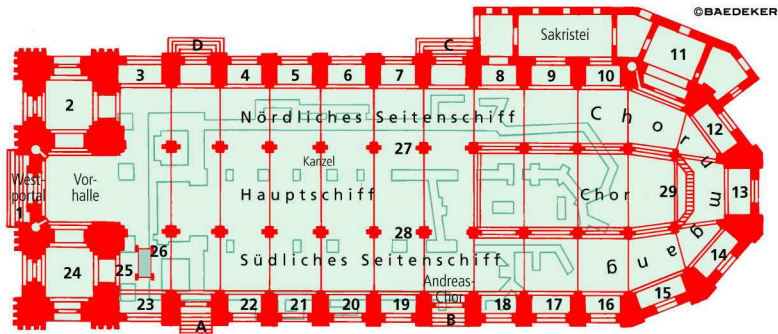 ©BAEDEKER
D
C
Sakristei
11
3
4
5
6
7
8
9
10
2
Nördliches Seitenschiff
Chorumgang
12
27
Kanzel
West-
portal
1
Vor-
halle
Hauptschiff
Chor
29
13
28
26
25
24
Südliches Seitenschiff
14
Andreas-
Chor
15
23
22
21
20
19
18
17
16
A
B